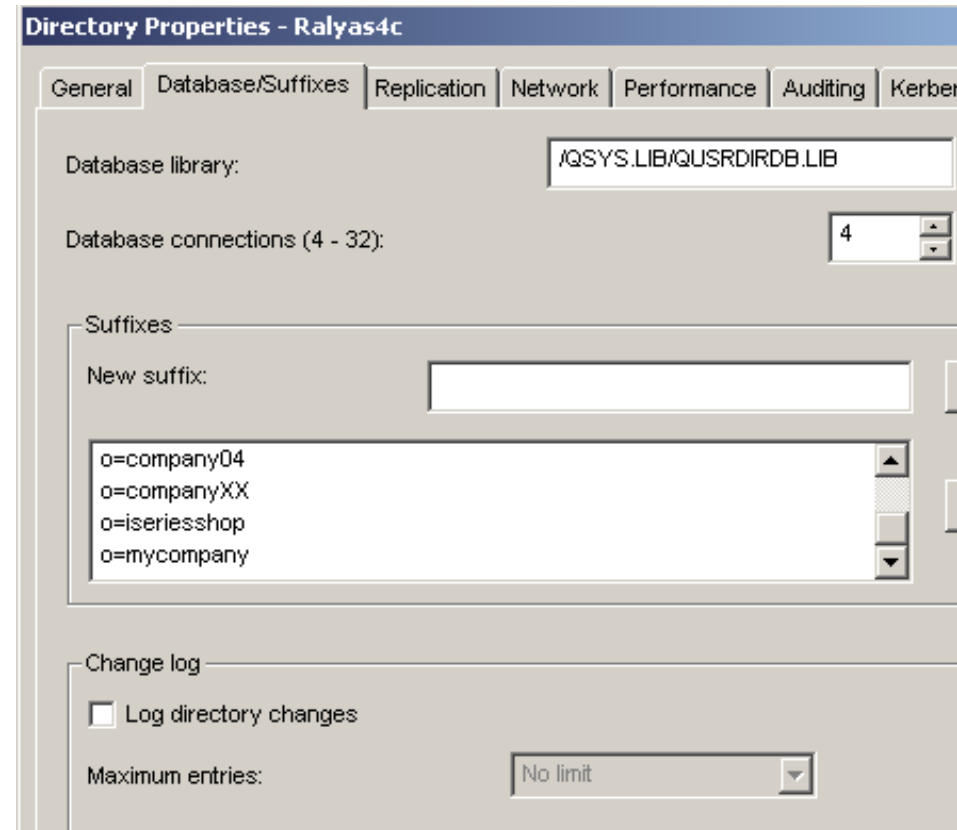 Directory Properties - Ralyas4c
General Database/Suffixes Replication Network Performance Auditing Kerber
Database library: /QSYS.LIB/QUSRDIRDB.LIB
Database connections (4 - 32): 4
Suffixes
New suffix:
o=company04
o=companyXX
o=iseriesshop
o=mycompany
Change log
Log directory changes
Maximum entries: No limit